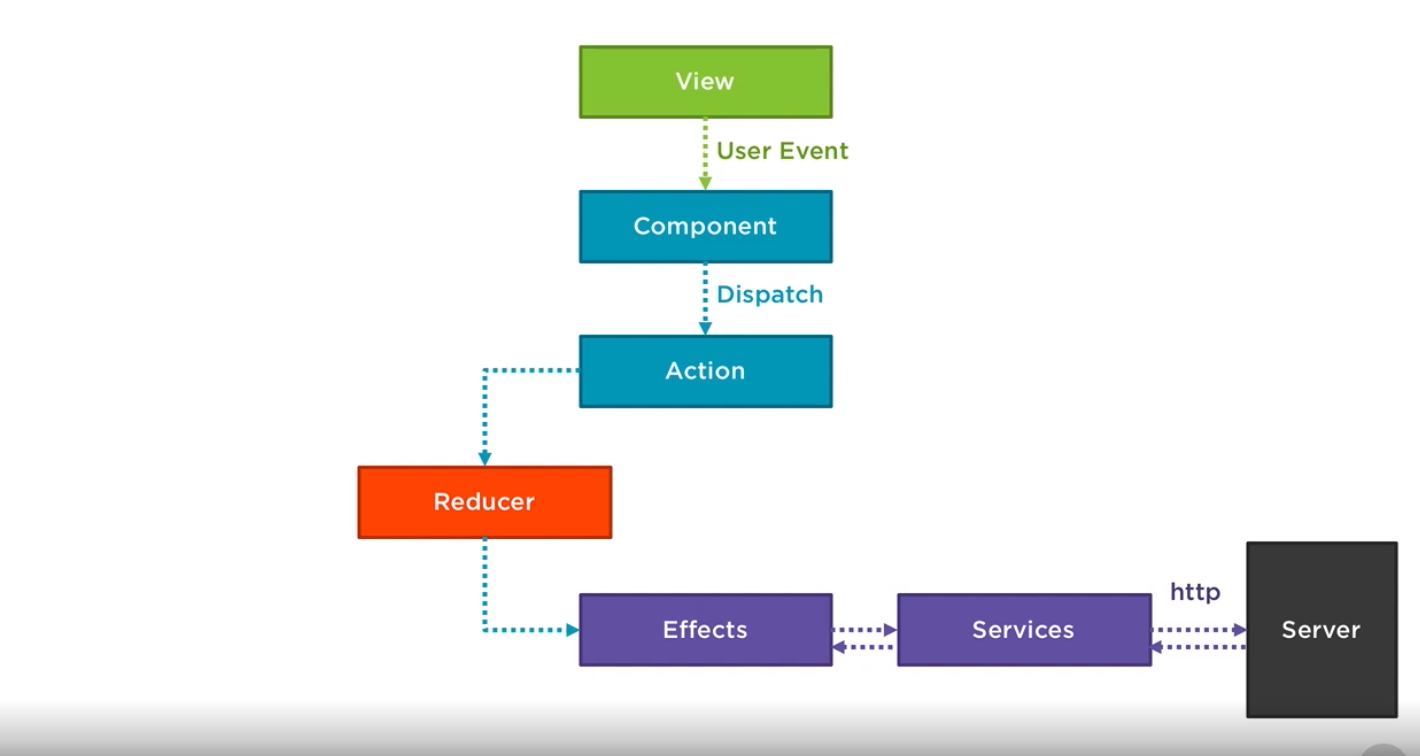 View
User Event
Component
Dispatch
Action
Reducer
http
Effects
Services
Server